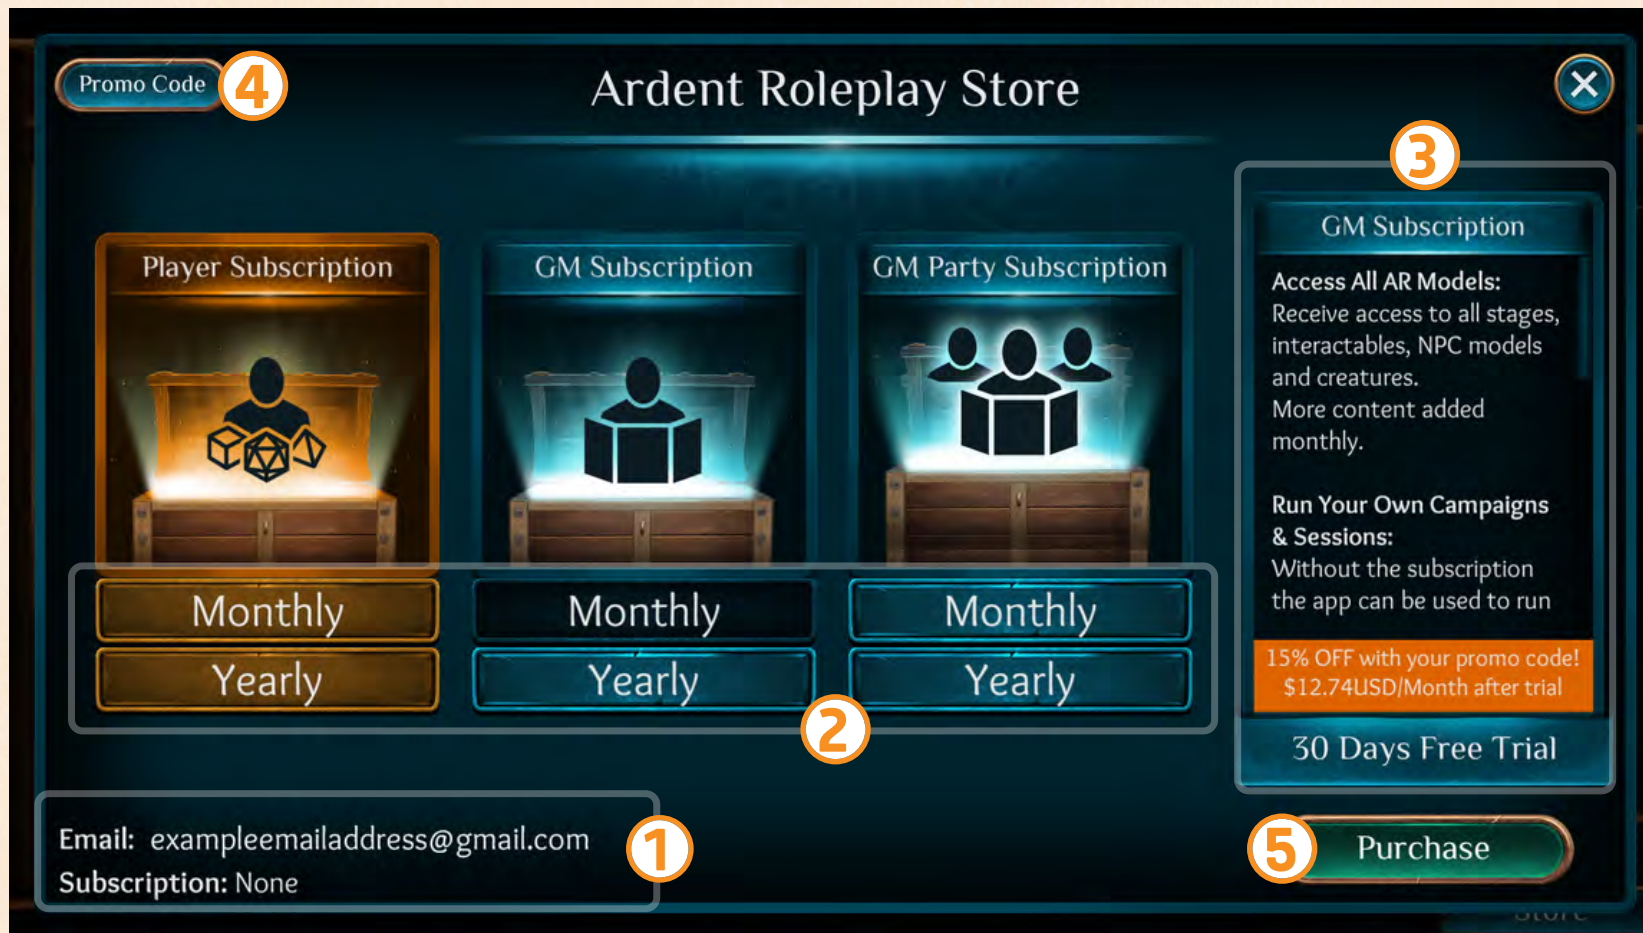 Promo Code
4
Ardent Roleplay Store
3
Player Subscription
GM Subscription
GM Party Subscription
Monthly
Monthly
Monthly
Yearly
Yearly
Yearly
2
GM Subscription
Access All AR Models:
Receive access to all stages,
interactables, NPC models
and creatures.
More content added
monthly.
Run Your Own Campaigns
& Sessions:
Without the subscription
the app can be used to run
15% OFF with your promo code!
$12.74USD/Month after trial
30 Days Free Trial
Email: exampleemailaddress@gmail.com
Subscription: None
1
5
Purchase
Store